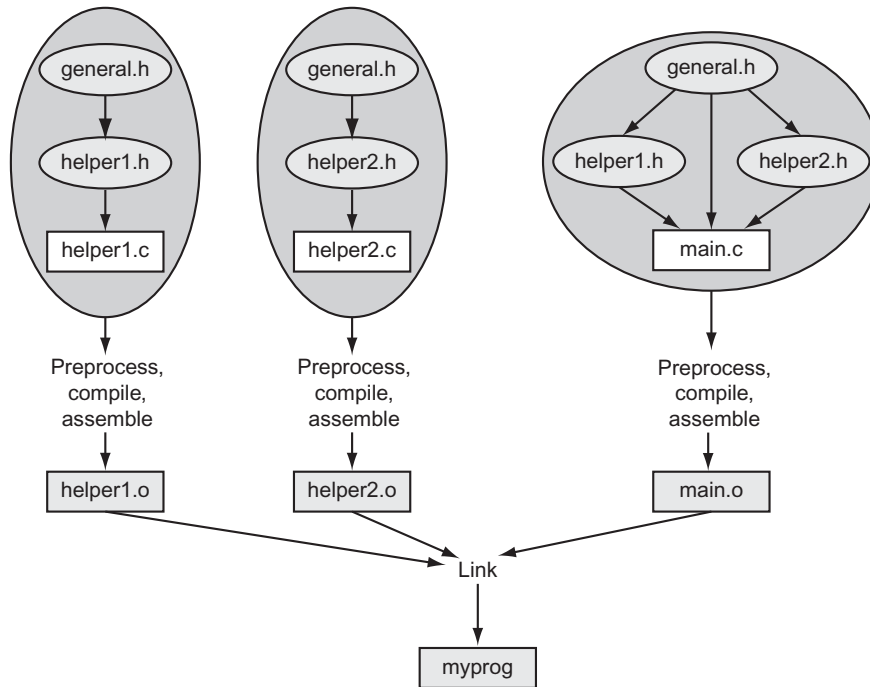 general.h
general.h
general.h
helper1.h
helper2.h
helper1.h
helper2.h
helper1.c
helper2.c
main.c
Preprocess,
compile,
assemble
Preprocess,
compile,
assemble
Preprocess,
compile,
assemble
helper1.o
helper2.o
main.o
Link
myprog